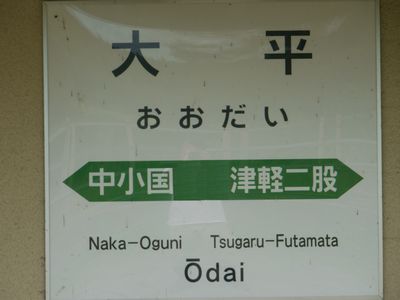 大平
おおだい
中小国 津軽二股
Naka-Oguni Tsugaru-Futamata
Ōdai